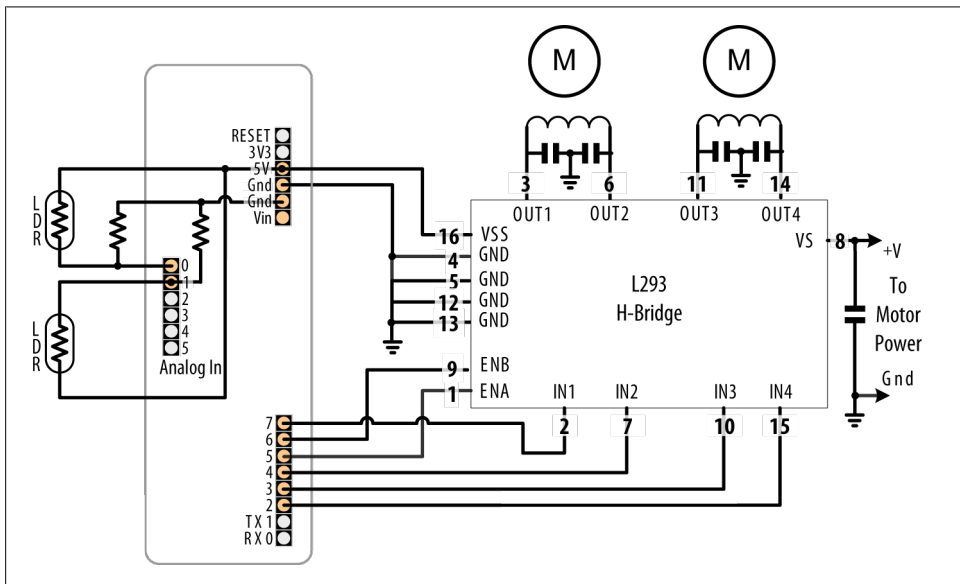 M
M
RESET
3V3
5V
Gnd
Gnd
Vin
LDR
LDR
0
1
2
3
4
5
Analog In
7
6
5
4
3
2
TX 1
RX 0
3
6
11
14
OUT1
OUT2
OUT3
OUT4
16 VSS
4 GND
5 GND
12 GND
13 GND
9 ENB
1 ENA
L293
H-Bridge
VS 8
+V
To
Motor
Power
Gnd
IN1
IN2
IN3
IN4
2
7
10
15